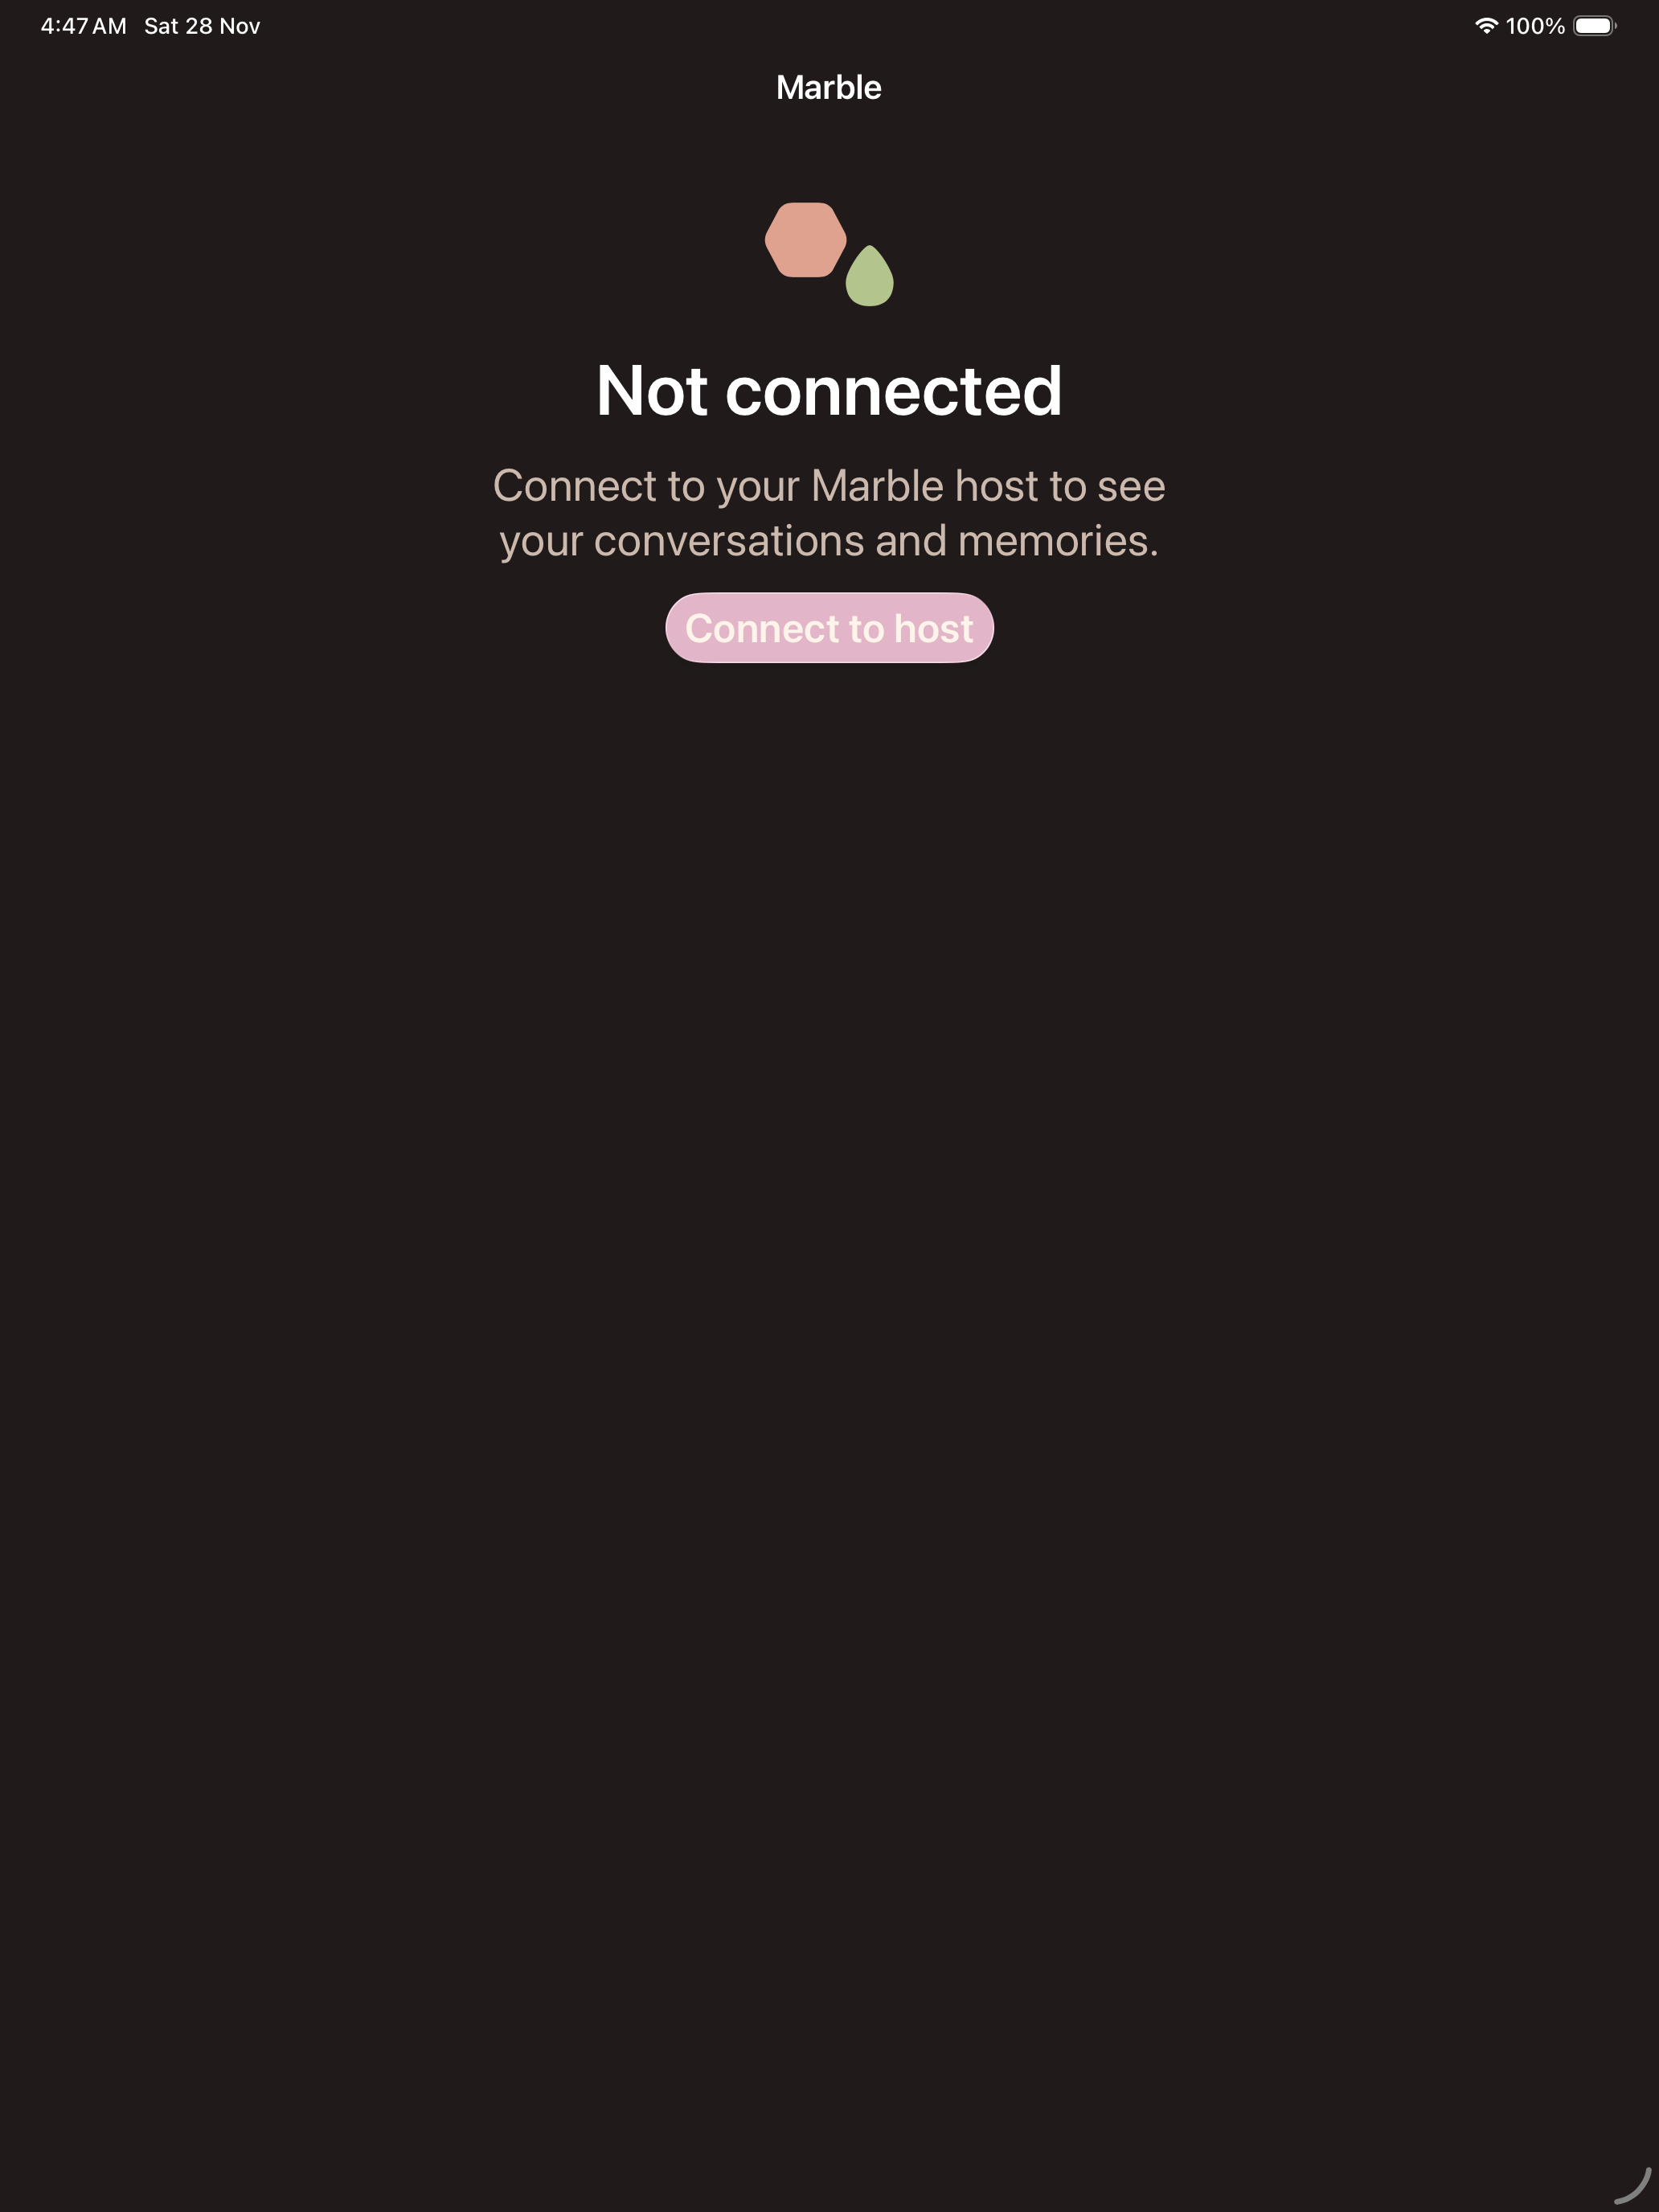 4:47 AM Sat 28 Nov 100%
Marble
Not connected
Connect to your Marble host to see
your conversations and memories.
Connect to host